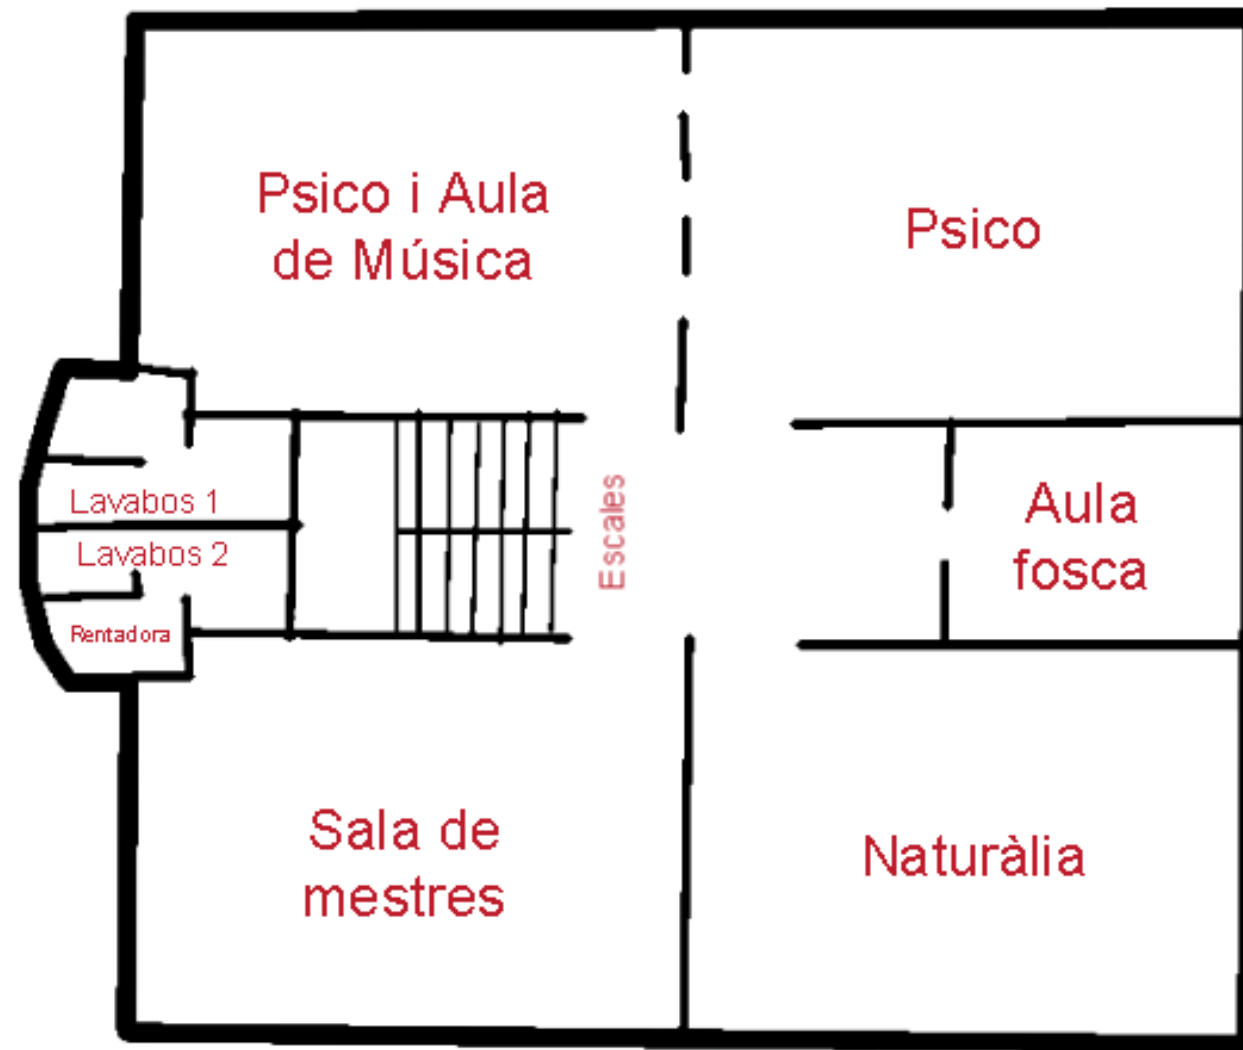 Psico i Aula
de Música
Psico
Lavabos 1
Lavabos 2
Rentadora
Escales
Aula
fosca
Sala de
mestres
Naturàlia